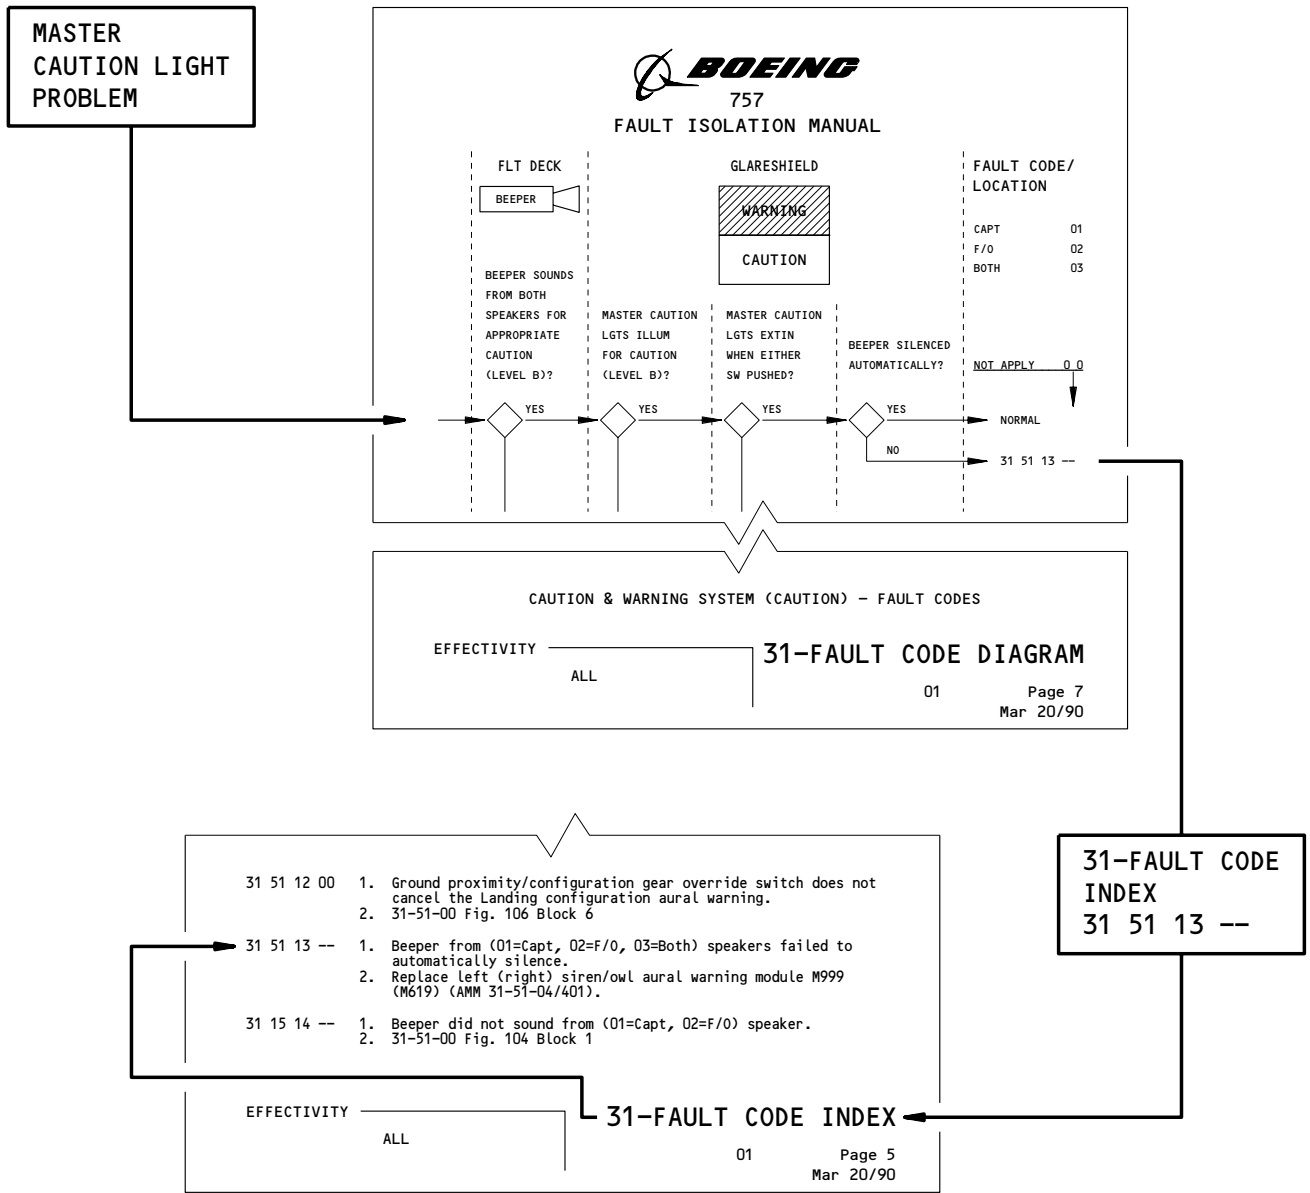 MASTER
CAUTION LIGHT
PROBLEM
BOEING
757
FAULT ISOLATION MANUAL
FLT DECK
BEEPER
BEEPER SOUNDS
FROM BOTH
SPEAKERS FOR
APPROPRIATE
CAUTION
(LEVEL B)?
MASTER CAUTION
LGTS ILLUM
FOR CAUTION
(LEVEL B)?
GLARESHIELD
WARNING
CAUTION
MASTER CAUTION
LGTS EXTIN
WHEN EITHER
SW PUSHED?
BEEPER SILENCED
AUTOMATICALLY?
FAULT CODE/
LOCATION
CAPT 01
F/O 02
BOTH 03
NOT APPLY 0 0
YES
YES
YES
YES
NORMAL
NO
31 51 13 --
CAUTION & WARNING SYSTEM (CAUTION) - FAULT CODES
EFFECTIVITY
ALL
31-FAULT CODE DIAGRAM
01 Page 7
Mar 20/90
31-FAULT CODE
INDEX
31 51 13 --
31 51 12 00 1. Ground proximity/configuration gear override switch does not
cancel the Landing configuration aural warning.
2. 31-51-00 Fig. 106 Block 6
31 51 13 -- 1. Beeper from (01=Capt, 02=F/O, 03=Both) speakers failed to
automatically silence.
2. Replace left (right) siren/owl aural warning module M999
(M619) (AMM 31-51-04/401).
31 15 14 -- 1. Beeper did not sound from (01=Capt, 02=F/O) speaker.
2. 31-51-00 Fig. 104 Block 1
EFFECTIVITY
ALL
31-FAULT CODE INDEX
01 Page 5
Mar 20/90